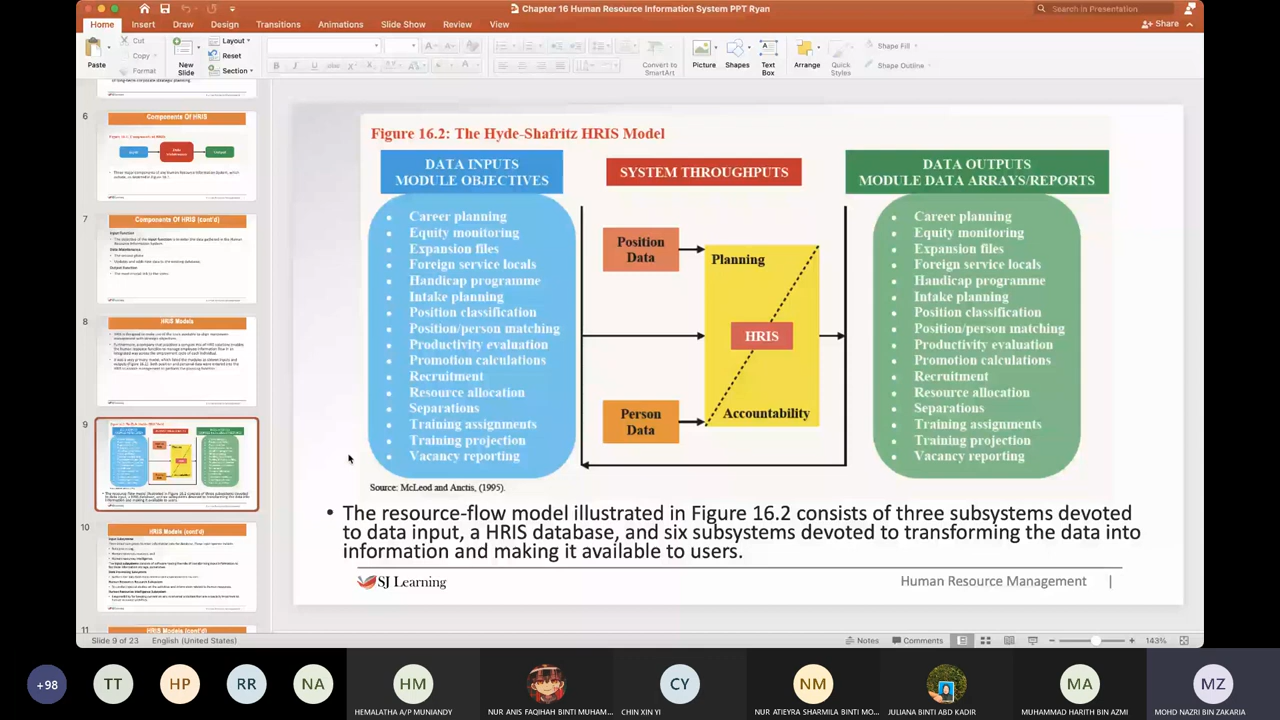 Chapter 16 Human Resource Information System PPT Ryan
Search in Presentation
Home Insert Draw Design Transitions Animations Slide Show Review View
Share
Paste
Cut
Copy
Format
New Slide
Layout
Reset
Section
Convert to SmartArt
Picture
Shapes
Text Box
Arrange
Quick Styles
Shape Fill
Shape Outline
6
Components Of HRIS
7
Components Of HRIS (cont'd)
Input Function
Data Maintenance
Output Function
8
HRIS Models
9
10
HRIS Models (cont'd)
11
HRIS Models (cont'd)
Figure 16.2: The Hyde-Shafritz HRIS Model
DATA INPUTS
MODULE OBJECTIVES
• Career planning
• Equity monitoring
• Expansion files
• Foreign service locals
• Handicap programme
• Intake planning
• Position classification
• Position/person matching
• Productivity evaluation
• Promotion calculations
• Recruitment
• Resource allocation
• Separations
• Training assignments
• Training projection
• Vacancy reporting
SYSTEM THROUGHPUTS
Position Data
Planning
HRIS
Person Data
Accountability
DATA OUTPUTS
MODULE DATA ARRAYS/REPORTS
• Career planning
• Equity monitoring
• Expansion files
• Foreign service locals
• Handicap programme
• Intake planning
• Position classification
• Position/person matching
• Productivity evaluation
• Promotion calculations
• Recruitment
• Resource allocation
• Separations
• Training assignments
• Training projection
• Vacancy reporting
Source: McLeod and Anctis, (1995).
• The resource-flow model illustrated in Figure 16.2 consists of three subsystems devoted
to data input, a HRIS database, and six subsystems devoted to transforming the data into
information and making it available to users.
SJ Learning
Human Resource Management |
Slide 9 of 23 English (United States)
Notes Comments 143%
+98 TT HP RR NA HM CY NM MA MZ
HEMALATHA A/P MUNIANDY
NUR ANIS FAQIHAH BINTI MUHAM...
CHIN XIN YI
NUR ATIEYRA SHARMILA BINTI MO...
JULIANA BINTI ABD KADIR
MUHAMMAD HARITH BIN AZMI
MOHD NAZRI BIN ZAKARIA